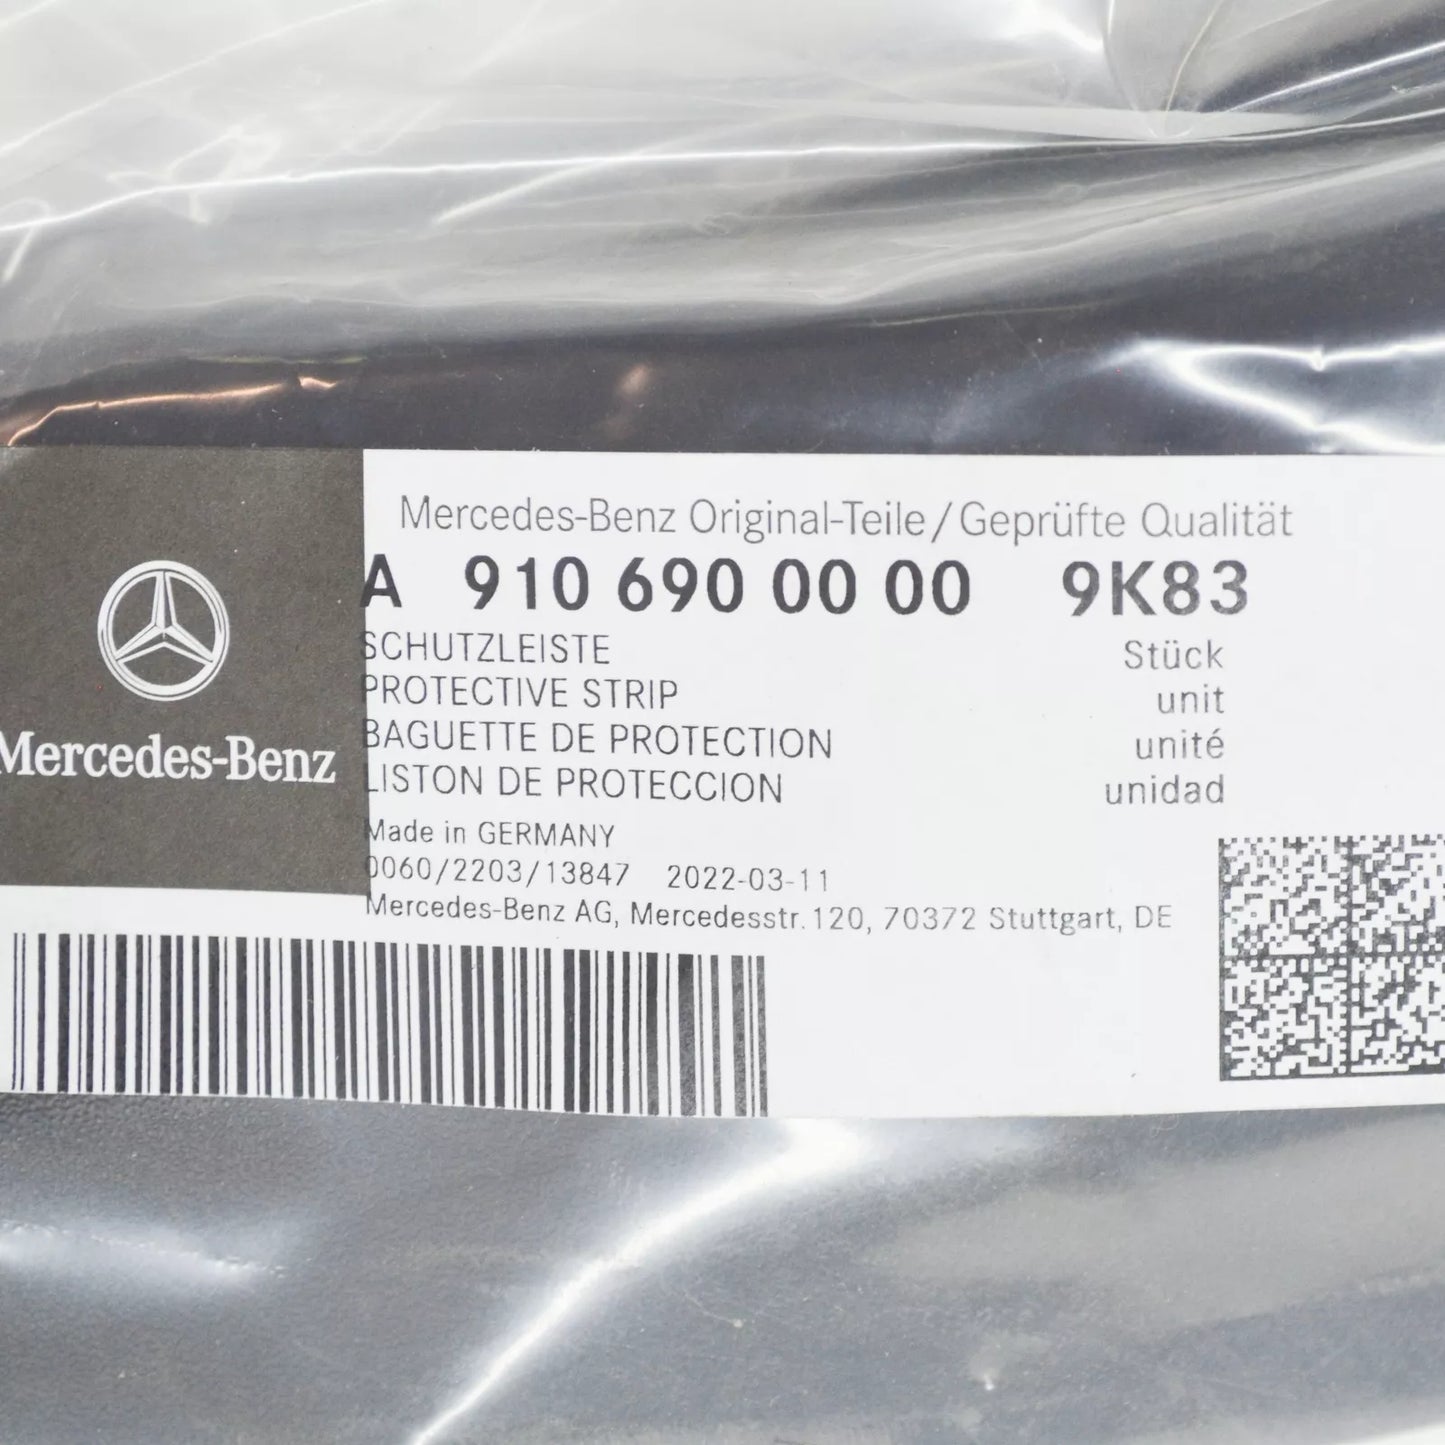 Mercedes-Benz Original-Teile/Geprüfte Qualität
A 910 690 00 00 9K83
SCHUTZLEISTE Stück
PROTECTIVE STRIP unit
BAGUETTE DE PROTECTION unité
LISTON DE PROTECCION unidad
Made in GERMANY
0060/2203/13847 2022-03-11
Mercedes-Benz AG, Mercedesstr. 120, 70372 Stuttgart, DE
Mercedes-Benz